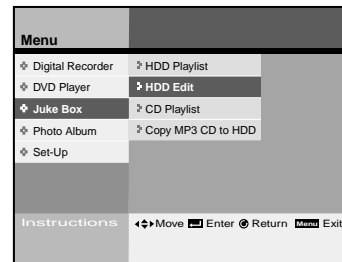 Menu
Digital Recorder
HDD Playlist
DVD Player
HDD Edit
Juke Box
CD Playlist
Photo Album
Copy MP3 CD to HDD
Set-Up
Instructions
Move Enter Return Menu Exit